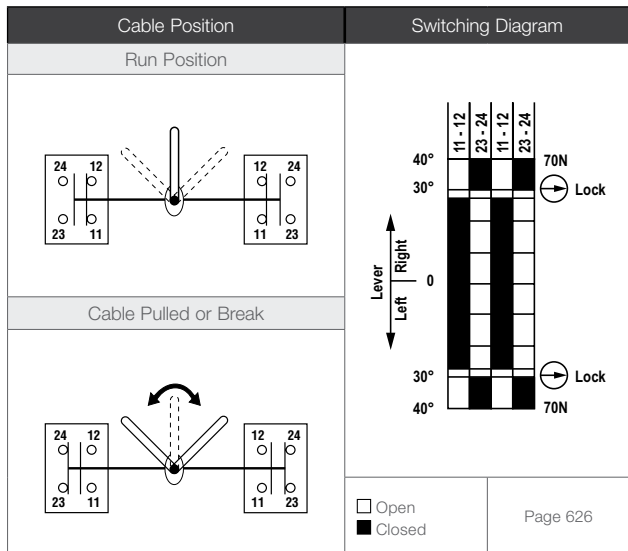 Cable Position
Switching Diagram
Run Position
24 12
23 11
12 24
11 23
Cable Pulled or Break
24 12
23 11
12 24
11 23
11 - 12
23 - 24
11 - 12
23 - 24
40° 70N
30° Lock
Lever
Right
Left
0
30° Lock
40° 70N
Open
Closed
Page 626